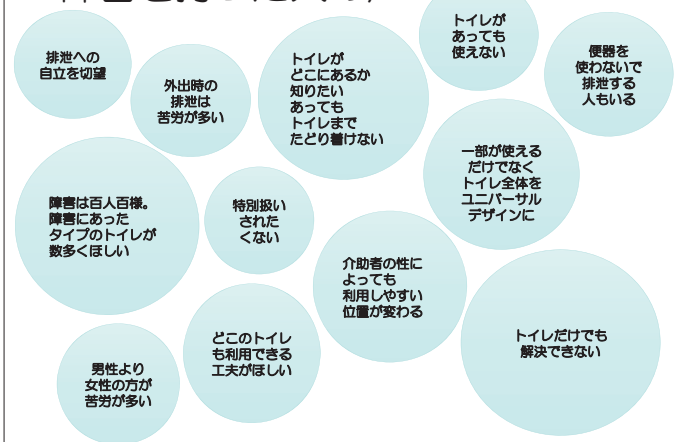 排泄への
自立を切望
外出時の
排泄は
苦労が多い
トイレが
どこにあるか
知りたい
あっても
トイレまで
たどり着けない
トイレが
あっても
使えない
便器を
使わないで
排泄する
人もいる
障害は百人百様。
障害にあった
タイプのトイレが
数多くほしい
特別扱い
された
くない
一部が使える
だけでなく
トイレ全体を
ユニバーサル
デザインに
介助者の性に
よっても
利用しやすい
位置が変わる
男性より
女性の方が
苦労が多い
どこのトイレ
も利用できる
工夫がほしい
トイレだけでも
解決できない